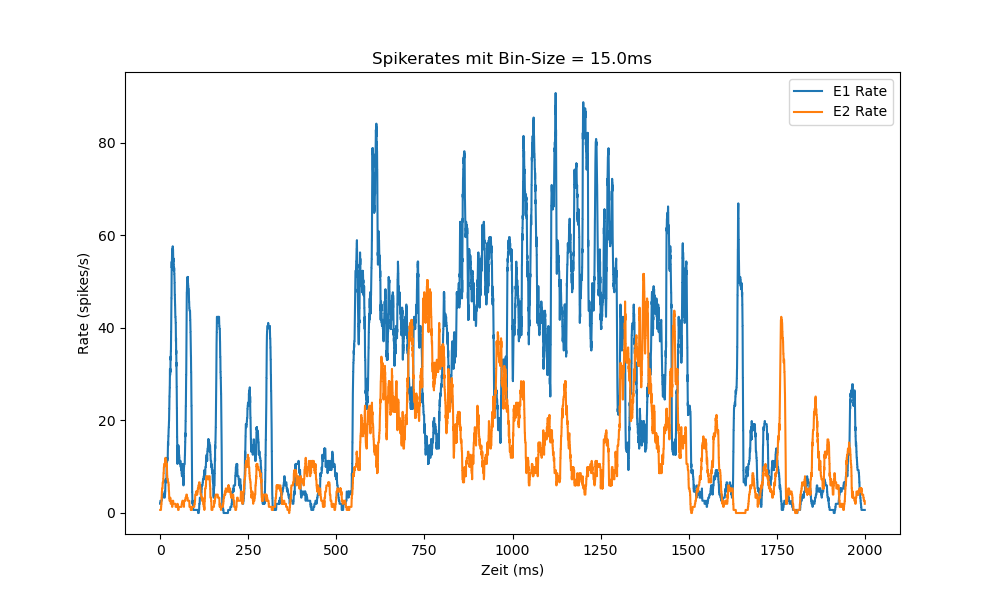 Spikerates mit Bin-Size = 15.0ms
E1 Rate
E2 Rate
Rate (spikes/s)
80
60
40
20
0
0 250 500 750 1000 1250 1500 1750 2000
Zeit (ms)